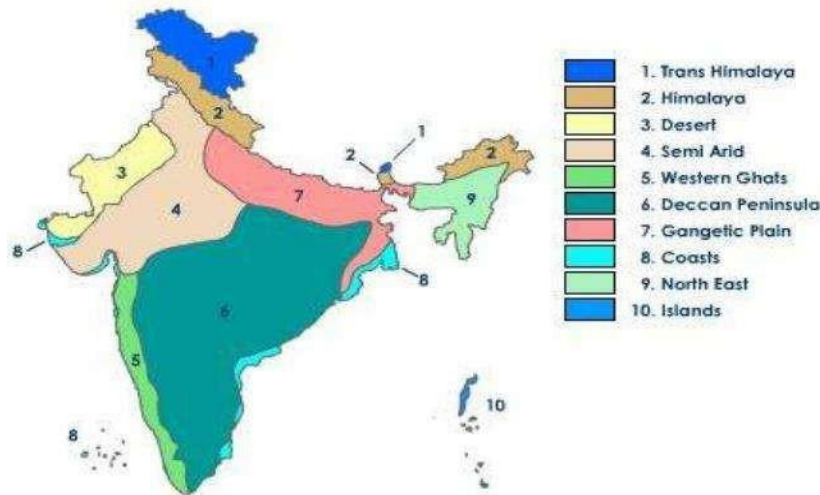 1
2
1
2
2
3
9
4
7
8
8
6
5
10
8
1. Trans Himalaya
2. Himalaya
3. Desert
4. Semi Arid
5. Western Ghats
6. Deccan Peninsula
7. Gangetic Plain
8. Coasts
9. North East
10. Islands